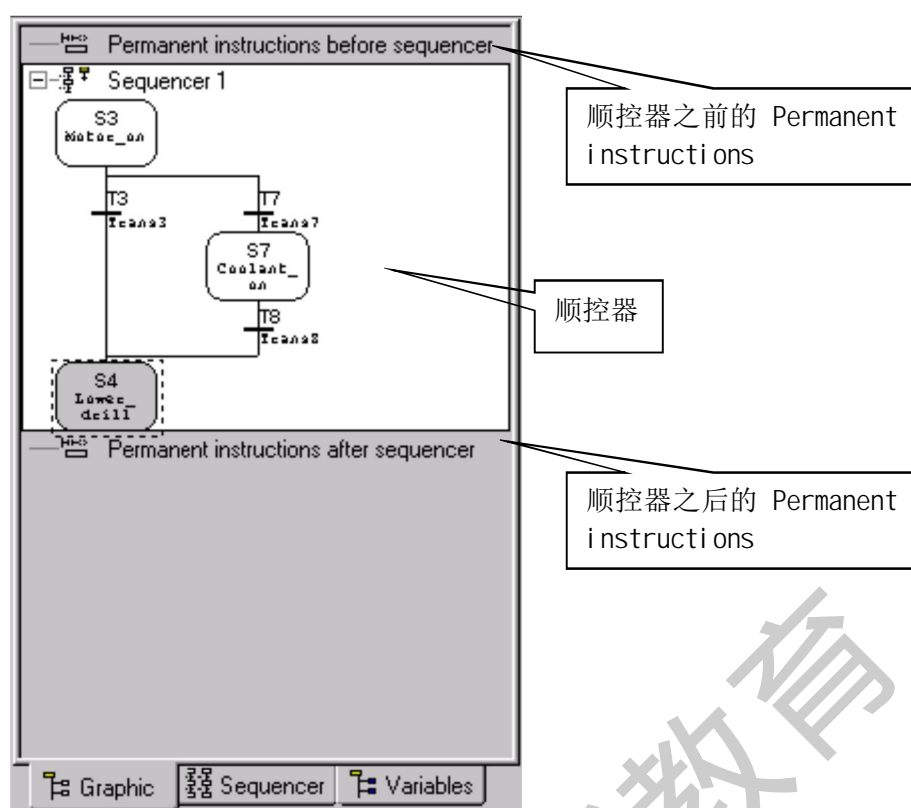 Permanent instructions before sequencer
Sequencer 1
S3
Motor_on
T3
Trans3
T7
Trans7
S7
Coolant_
on
T8
Trans8
S4
Lower_
drill
Permanent instructions after sequencer
Graphic
Sequencer
Variables
顺控器之前的 Permanent
instructions
顺控器
顺控器之后的 Permanent
instructions
教育